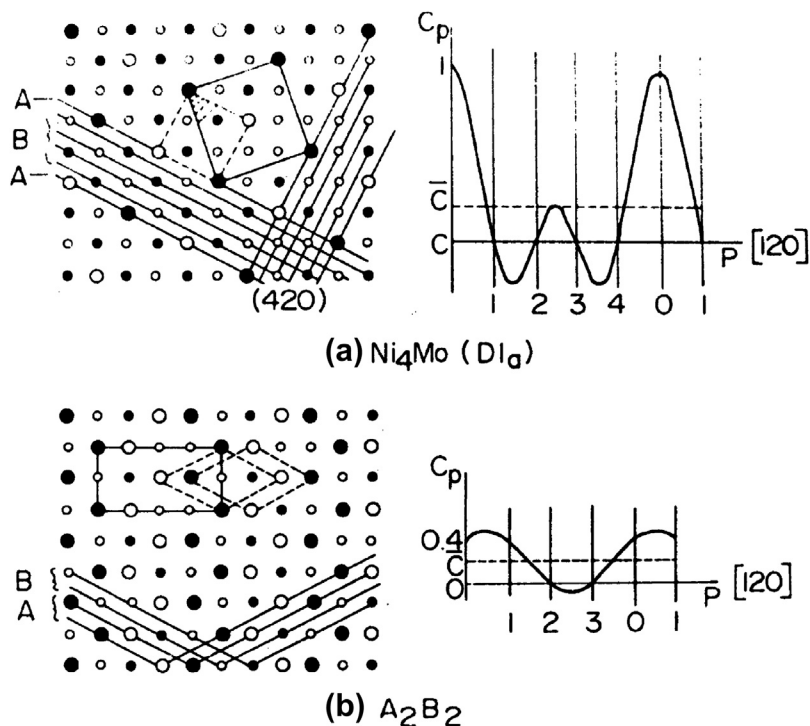 A
B
A
(420)
Cp
1
C̅
C
1 2 3 4 0 1
P [120]
(a) Ni4Mo (D1a)
B
A
Cp
0.4
C̅
0
1 2 3 0 1
P [120]
(b) A2B2